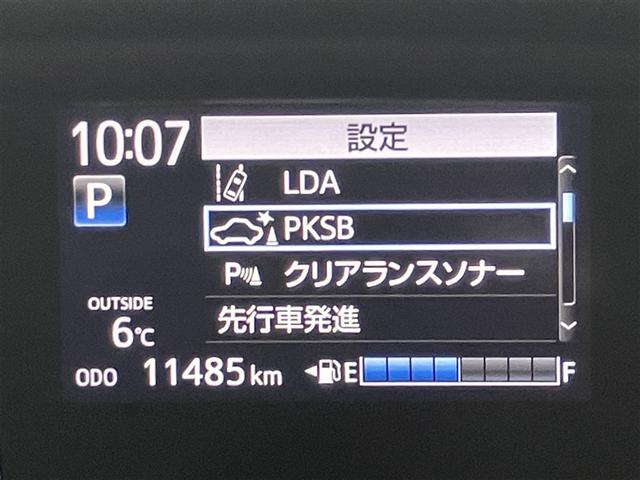 10:07
設定
P
LDA
PKSB
P クリアランスソナー
先行車発進
OUTSIDE
6℃
ODO 11485 km
E F